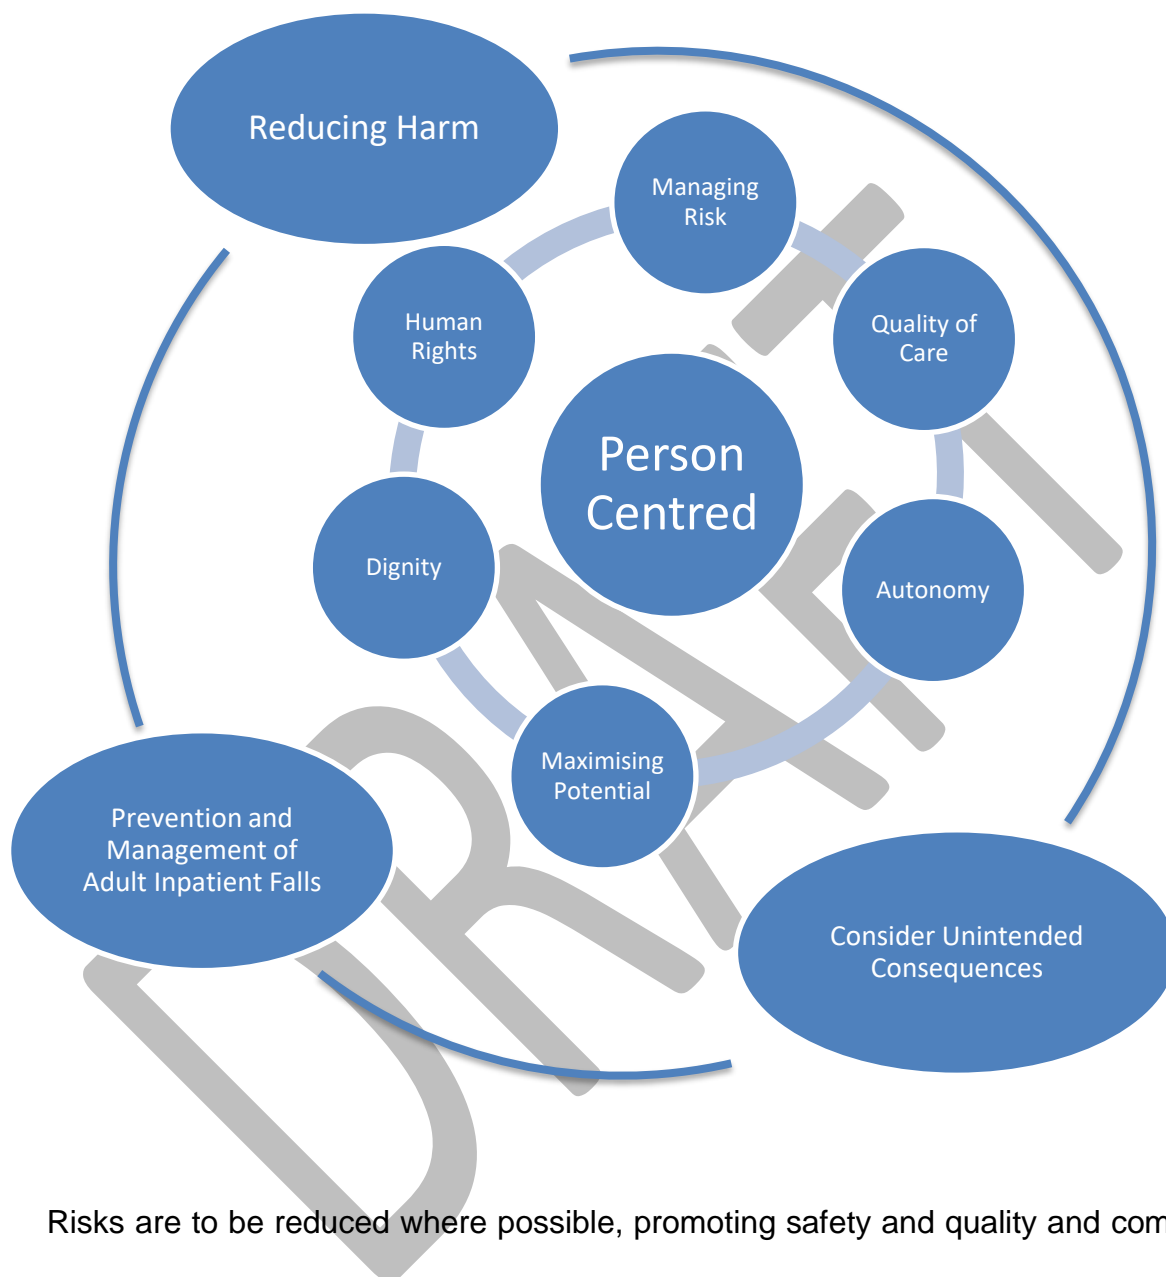 Reducing Harm
Managing
Risk
Human
Rights
Quality of
Care
Person
Centred
Dignity
Autonomy
Maximising
Potential
Prevention and
Management of
Adult Inpatient Falls
Consider Unintended
Consequences
DRAFT
Risks are to be reduced where possible, promoting safety and quality and com